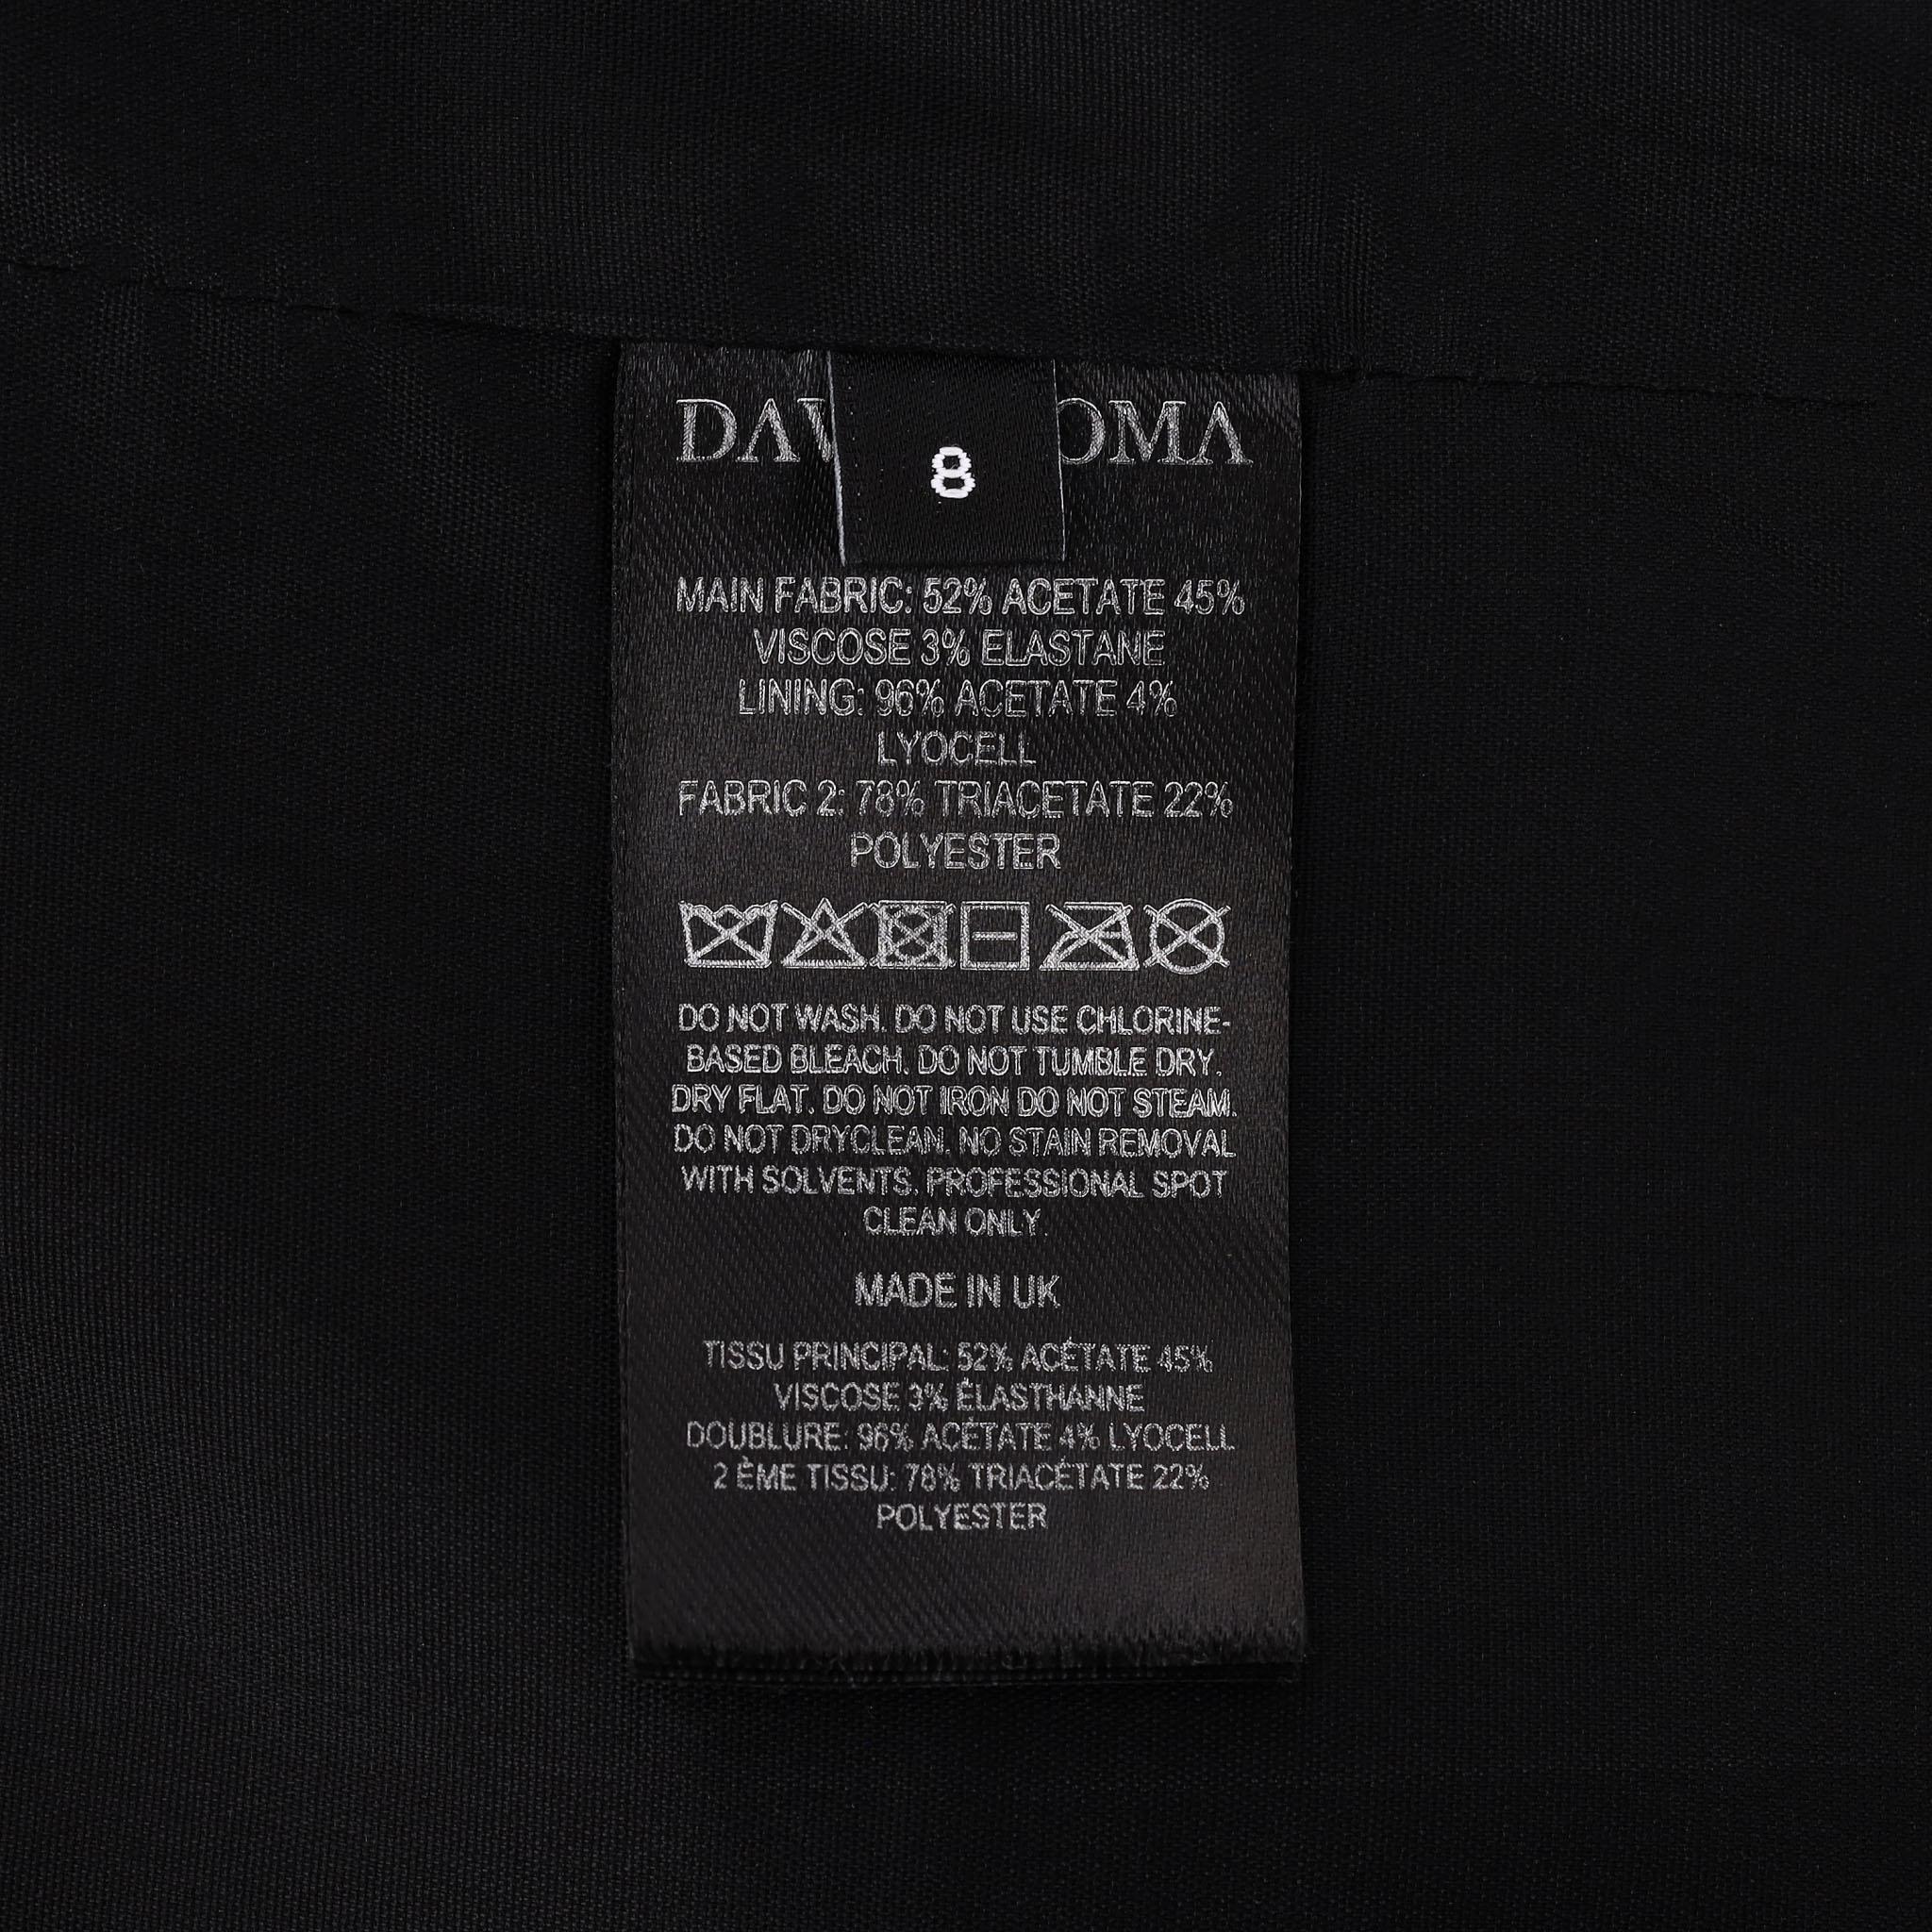 DAV OMA
8
MAIN FABRIC: 52% ACETATE 45%
VISCOSE 3% ELASTANE
LINING: 96% ACETATE 4%
LYOCELL
FABRIC 2: 78% TRIACETATE 22%
POLYESTER
DO NOT WASH. DO NOT USE CHLORINE-
BASED BLEACH. DO NOT TUMBLE DRY.
DRY FLAT. DO NOT IRON DO NOT STEAM.
DO NOT DRYCLEAN. NO STAIN REMOVAL
WITH SOLVENTS. PROFESSIONAL SPOT
CLEAN ONLY.
MADE IN UK
TISSU PRINCIPAL: 52% ACÉTATE 45%
VISCOSE 3% ÉLASTHANNE
DOUBLURE: 96% ACÉTATE 4% LYOCELL
2 ÈME TISSU: 78% TRIACÉTATE 22%
POLYESTER